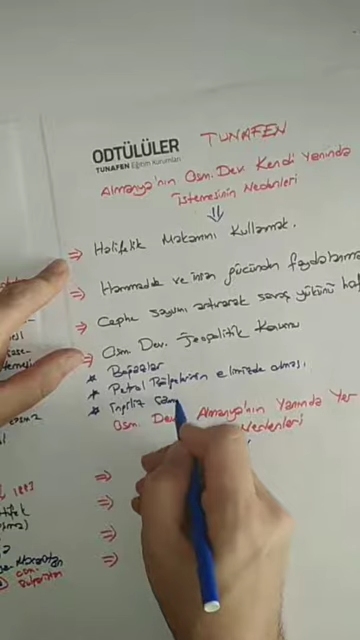 ODTÜLÜLER
TUNAFEN Eğitim Kurumları
TUNAFEN
Almanya'nın Osm. Dev. Kendi Yanında
İstemesinin Nedenleri
⇒ Halifelik Makamını Kullanmak.
⇒ Hammadde ve insan gücünden faydalanma
⇒ Cephe sayısını artırarak savaş yükünü haf
⇒ Osm. Dev. Jeopolitik Konumu
* Boğazlar
* Petrol elimizde olması.
* İngiliz Söm
Osm. Dev Almanya'nın Yanında Yer
Nedenleri
1883